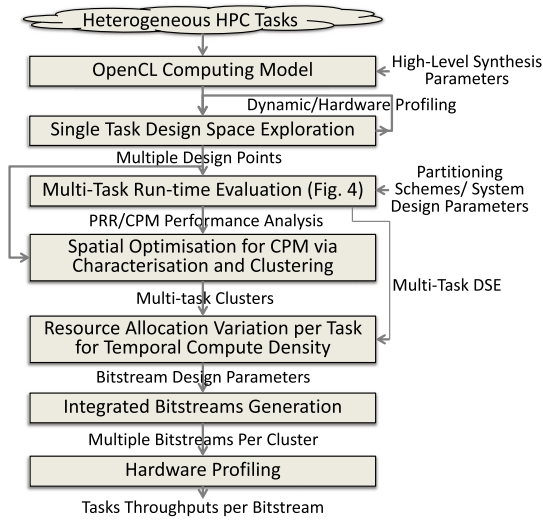 Heterogeneous HPC Tasks
OpenCL Computing Model
High-Level Synthesis
Parameters
Dynamic/Hardware Profiling
Single Task Design Space Exploration
Multiple Design Points
Multi-Task Run-time Evaluation (Fig. 4)
Partitioning
Schemes/ System
Design Parameters
PRR/CPM Performance Analysis
Spatial Optimisation for CPM via
Characterisation and Clustering
Multi-Task DSE
Multi-task Clusters
Resource Allocation Variation per Task
for Temporal Compute Density
Bitstream Design Parameters
Integrated Bitstreams Generation
Multiple Bitstreams Per Cluster
Hardware Profiling
Tasks Throughputs per Bitstream